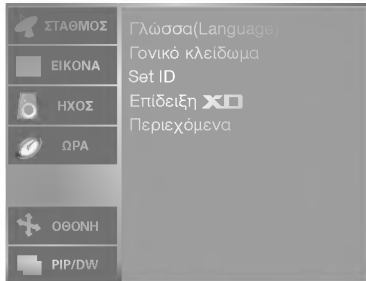 ΣΤΑΘΜΟΣ
ΕΙΚΟΝΑ
ΗΧΟΣ
ΩΡΑ
ΟΘΟΝΗ
PIP/DW
Γλώσσα(Language)
Γονικό κλείδωμα
Set ID
Επίδειξη XD
Περιεχόμενα